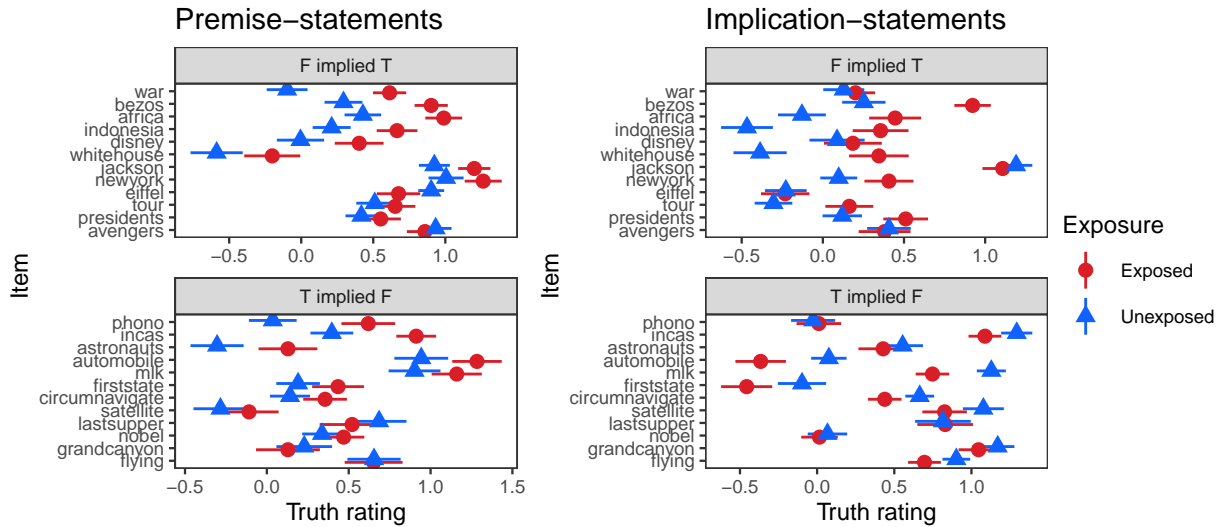 Premise−statements
F implied T
war
bezos
africa
indonesia
disney
whitehouse
jackson
newyork
eiffel
tour
presidents
avengers
−0.5 0.0 0.5 1.0
T implied F
phono
incas
astronauts
automobile
mlk
firststate
circumnavigate
satellite
lastsupper
nobel
grandcanyon
flying
−0.5 0.0 0.5 1.0 1.5
Truth rating
Item
Implication−statements
F implied T
war
bezos
africa
indonesia
disney
whitehouse
jackson
newyork
eiffel
tour
presidents
avengers
−0.5 0.0 0.5 1.0
T implied F
phono
incas
astronauts
automobile
mlk
firststate
circumnavigate
satellite
lastsupper
nobel
grandcanyon
flying
−0.5 0.0 0.5 1.0
Truth rating
Item
Exposure
Exposed
Unexposed